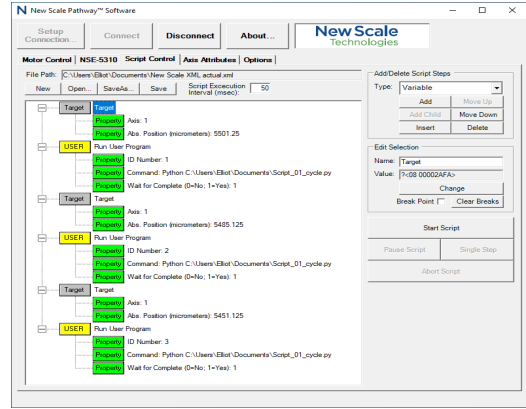 New Scale Pathway™ Software
Setup Connection...
Connect
Disconnect
About...
New Scale
Technologies
Motor Control | NSE-5310 | Script Control | Axis Attributes | Options |
File Path: C:\Users\Elliot\Documents\New Scale XML actual.xml
New Open... SaveAs... Save Script Excecution Interval (msec): 50
Target Target
Property Axis: 1
Property Abs. Position (micrometers): 5501.25
USER Run User Program
Property ID Number: 1
Property Command: Python C:\Users\Elliot\Documents\Script_01_cycle.py
Property Wait for Complete (0=No; 1=Yes): 1
Target Target
Property Axis: 1
Property Abs. Position (micrometers): 5485.125
USER Run User Program
Property ID Number: 2
Property Command: Python C:\Users\Elliot\Documents\Script_01_cycle.py
Property Wait for Complete (0=No; 1=Yes): 1
Target Target
Property Axis: 1
Property Abs. Position (micrometers): 5451.125
USER Run User Program
Property ID Number: 3
Property Command: Python C:\Users\Elliot\Documents\Script_01_cycle.py
Property Wait for Complete (0=No; 1=Yes): 1
Add/Delete Script Steps
Type: Variable
Add Move Up
Add Child Move Down
Insert Delete
Edit Selection
Name: Target
Value: ?<08 00002AFA>
Change
Break Point Clear Breaks
Start Script
Pause Script Single Step
Abort Script